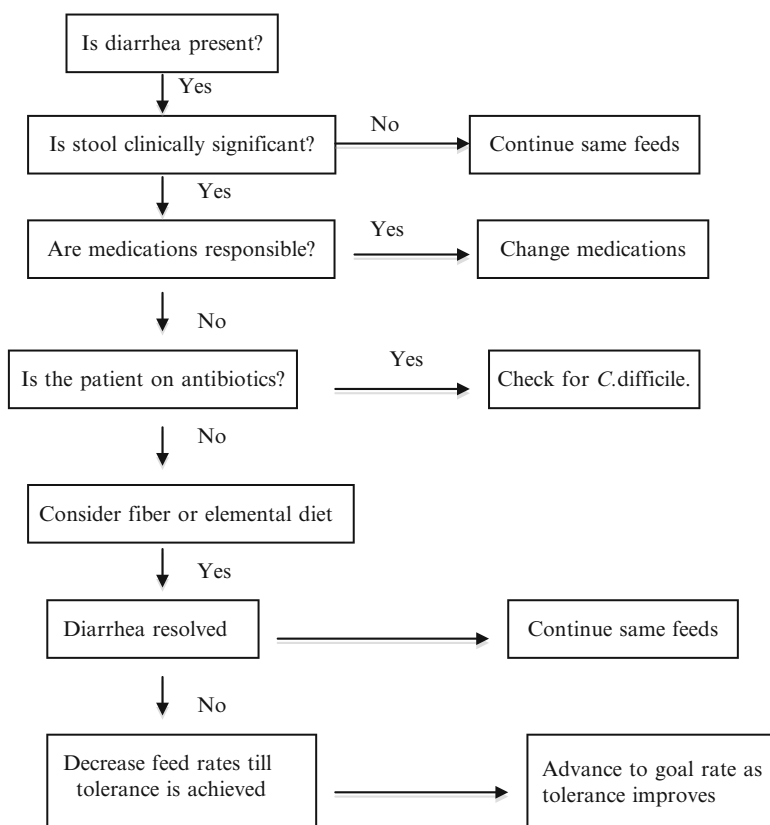 Is diarrhea present?
Yes
Is stool clinically significant?
No
Continue same feeds
Yes
Are medications responsible?
Yes
Change medications
No
Is the patient on antibiotics?
Yes
Check for C.difficile.
No
Consider fiber or elemental diet
Yes
Diarrhea resolved
Continue same feeds
No
Decrease feed rates till
tolerance is achieved
Advance to goal rate as
tolerance improves